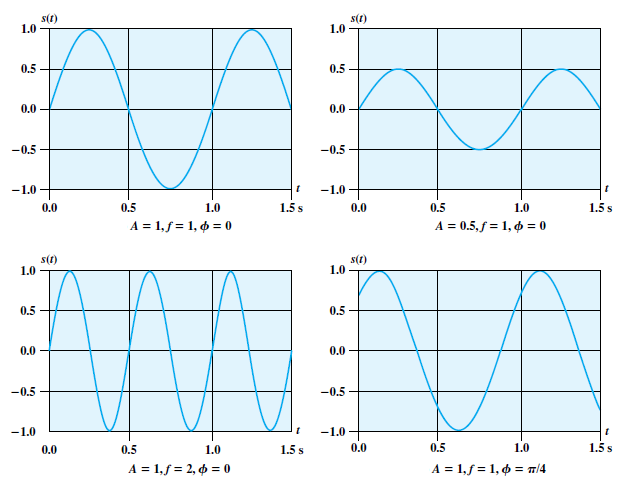 s(t)
1.0
0.5
0.0
−0.5
−1.0
t
0.0 0.5 1.0 1.5 s
A = 1, f = 1, ϕ = 0
s(t)
1.0
0.5
0.0
−0.5
−1.0
t
0.0 0.5 1.0 1.5 s
A = 0.5, f = 1, ϕ = 0
s(t)
1.0
0.5
0.0
−0.5
−1.0
t
0.0 0.5 1.0 1.5 s
A = 1, f = 2, ϕ = 0
s(t)
1.0
0.5
0.0
−0.5
−1.0
t
0.0 0.5 1.0 1.5 s
A = 1, f = 1, ϕ = π/4